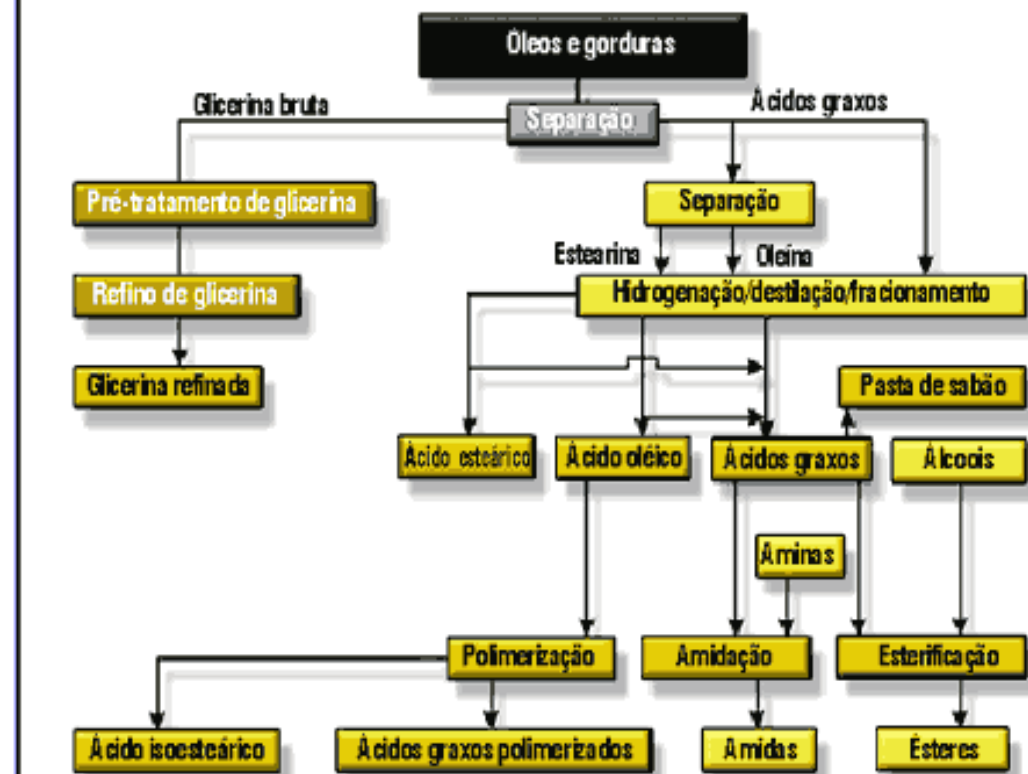 Óleos e gorduras
Glicerina bruta
Ácidos graxos
Separação
Pré-tratamento de glicerina
Separação
Estearina
Oleína
Refino de glicerina
Hidrogenação/destilação/fracionamento
Glicerina refinada
Pasta de sabão
Ácido esteárico
Ácido oléico
Ácidos graxos
Álcoois
Aminas
Polimerização
Amidação
Esterificação
Ácido isoesteárico
Ácidos graxos polimerizados
Amidas
Ésteres